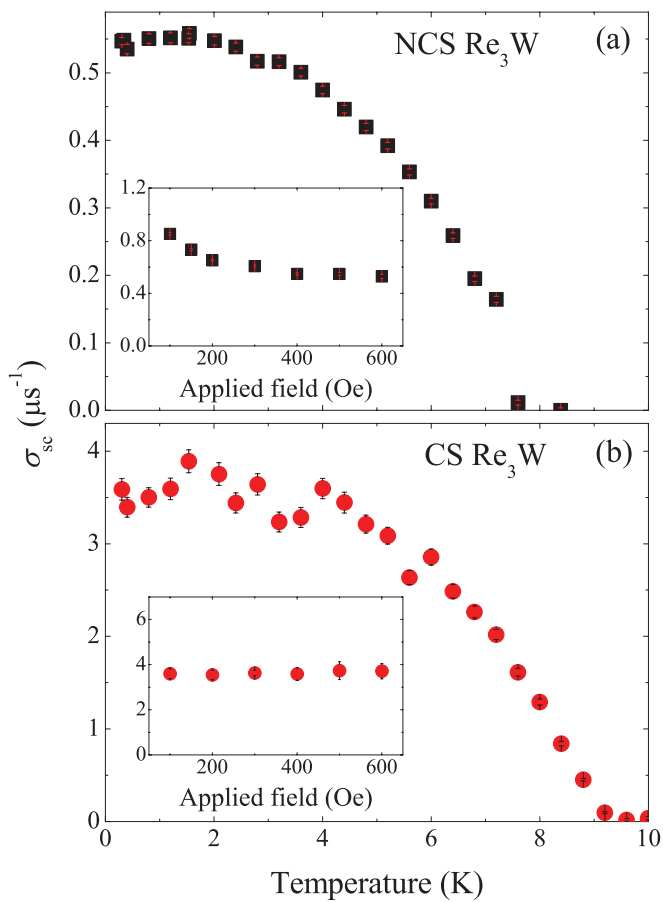 NCS Re₃W
(a)
0.5
0.4
0.3
0.2
0.1
0.0
1.2
0.8
0.4
0.0
200 400 600
Applied field (Oe)
σsc (μs⁻¹)
CS Re₃W
(b)
4
3
2
1
0
6
4
2
0
200 400 600
Applied field (Oe)
0 2 4 6 8 10
Temperature (K)